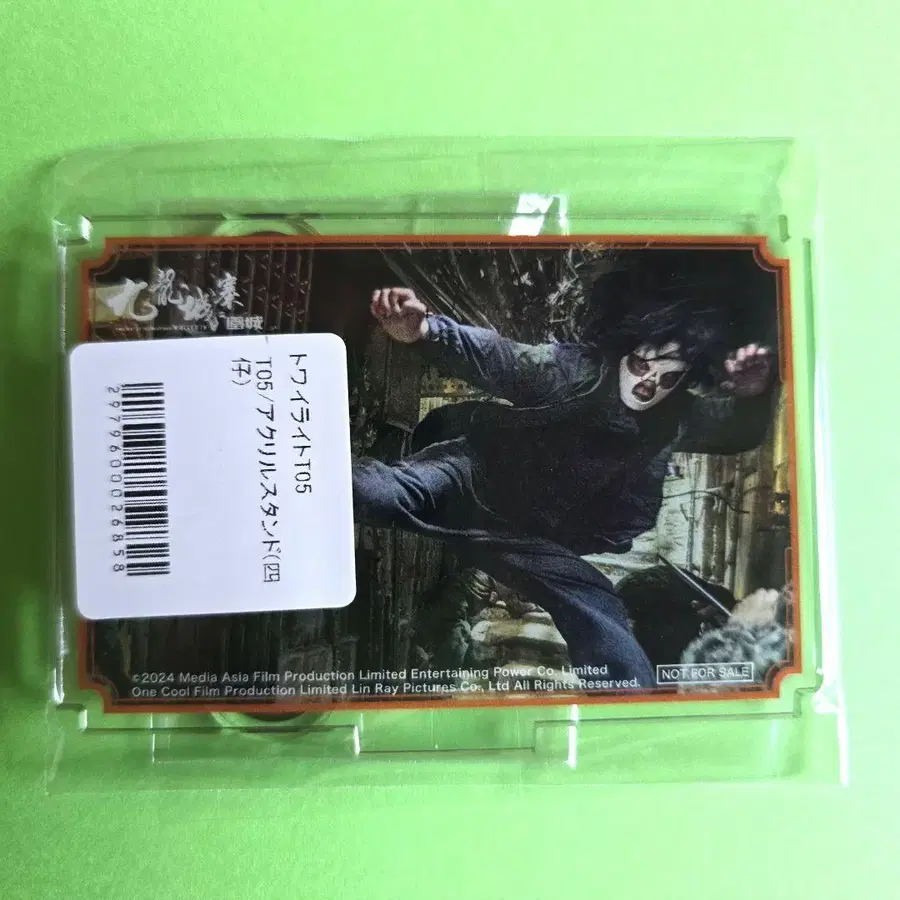 九龍城寨
圍城
トワイライトT05
T05/アクリルスタンド(四
仔)
2979600026858
©2024 Media Asia Film Production Limited Entertaining Power Co. Limited
One Cool Film Production Limited Lin Ray Pictures Co., Ltd All Rights Reserved.
NOT FOR SALE